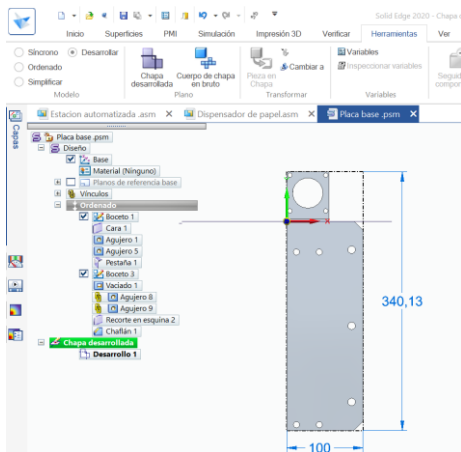 Solid Edge 2020 - Chapa d
Inicio Superficies PMI Simulación Impresión 3D Verificar Herramientas Ver
Síncrono Desarrollar
Ordenado
Simplificar
Modelo
Chapa desarrollada
Cuerpo de chapa en bruto
Plano
Pieza en Chapa
Cambiar a
Transformar
Variables
Inspeccionar variables
Variables
Seguid
compor
Estacion automatizada .asm X Dispensador de papel.asm X Placa base .psm X
Capas
Placa base .psm
Diseño
Base
Material (Ninguno)
Planos de referencia base
Vínculos
Ordenado
Boceto 1
Cara 1
Agujero 1
Agujero 5
Pestaña 1
Boceto 3
Vaciado 1
Agujero 8
Agujero 9
Recorte en esquina 2
Chaflán 1
Chapa desarrollada
Desarrollo 1
x
340,13
100